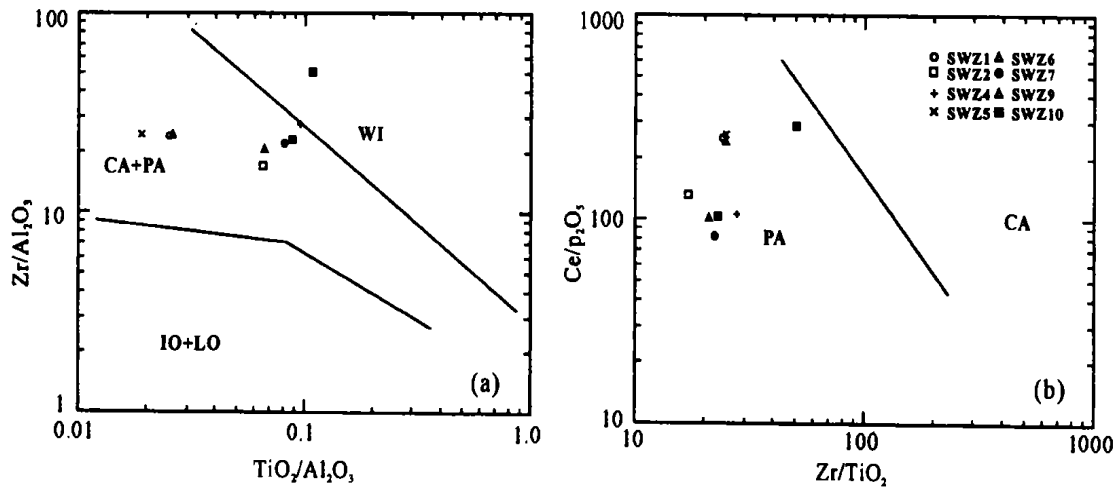 100
10
1
Zr/Al₂O₃
CA+PA
WI
IO+LO
(a)
0.01
0.1
1.0
TiO₂/Al₂O₃
1000
100
10
Ce/p₂O₅
SWZ1 SWZ6
SWZ2 SWZ7
SWZ4 SWZ9
SWZ5 SWZ10
PA
CA
(b)
10
100
1000
Zr/TiO₂